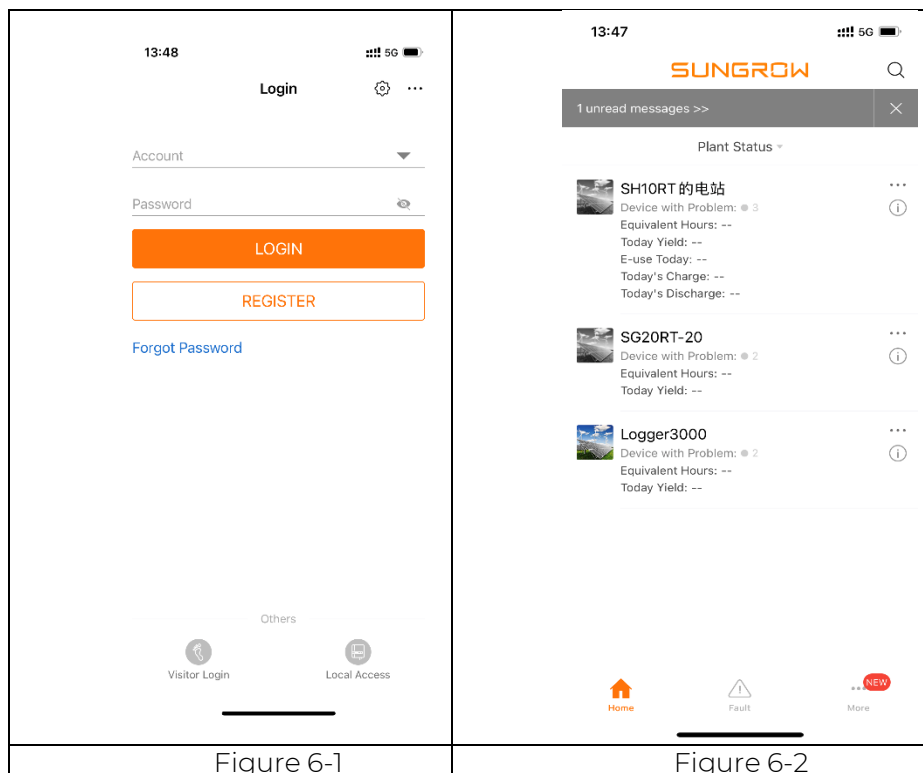 13:48
5G
Login
Account
Password
LOGIN
REGISTER
Forgot Password
Others
Visitor Login
Local Access
Figure 6-1
13:47
5G
SUNGROW
1 unread messages >>
Plant Status
SH10RT 的电站
Device with Problem: 3
Equivalent Hours: --
Today Yield: --
E-use Today: --
Today's Charge: --
Today's Discharge: --
SG20RT-20
Device with Problem: 2
Equivalent Hours: --
Today Yield: --
Logger3000
Device with Problem: 2
Equivalent Hours: --
Today Yield: --
NEW
Home
Fault
More
Figure 6-2